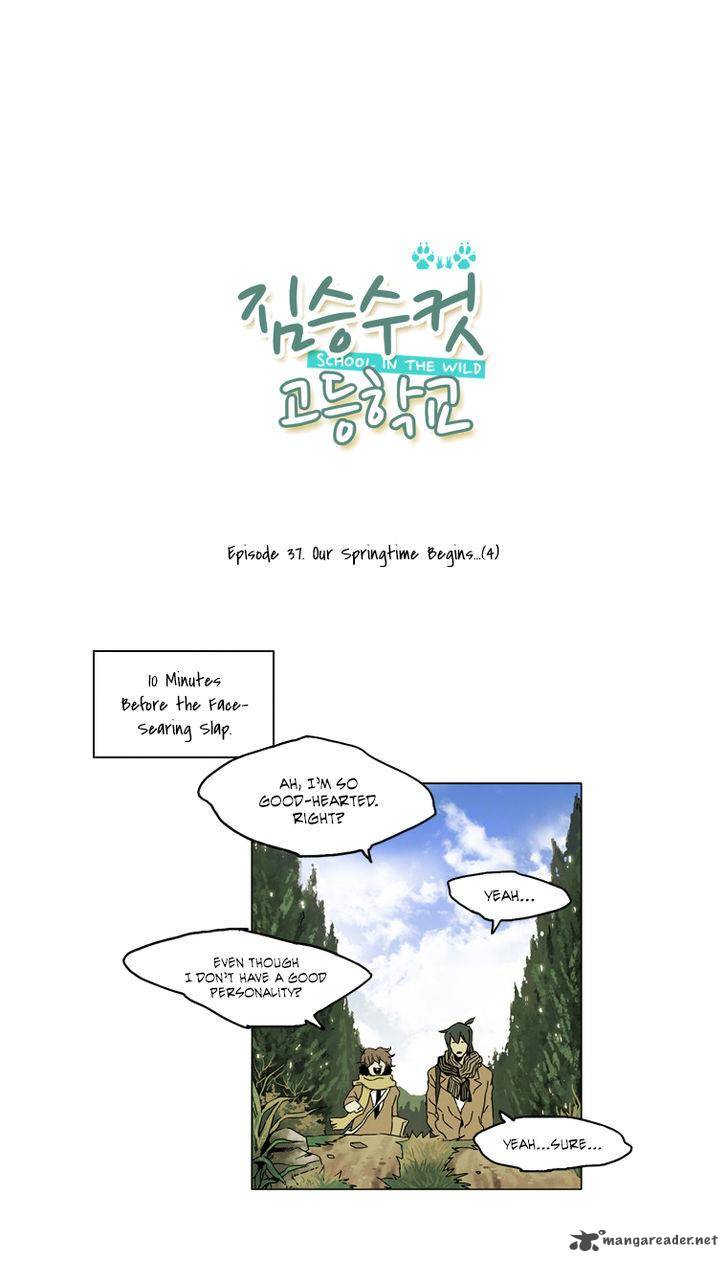 짐승수컷
SCHOOL IN THE WILD
고등학교
Episode 37. Our Springtime Begins...(4)
10 Minutes
Before the Face-
Searing Slap.
AH, I'M SO
GOOD-HEARTED.
RIGHT?
YEAH...
EVEN THOUGH
I DON'T HAVE A GOOD
PERSONALITY?
YEAH...SURE...
mangareader.net